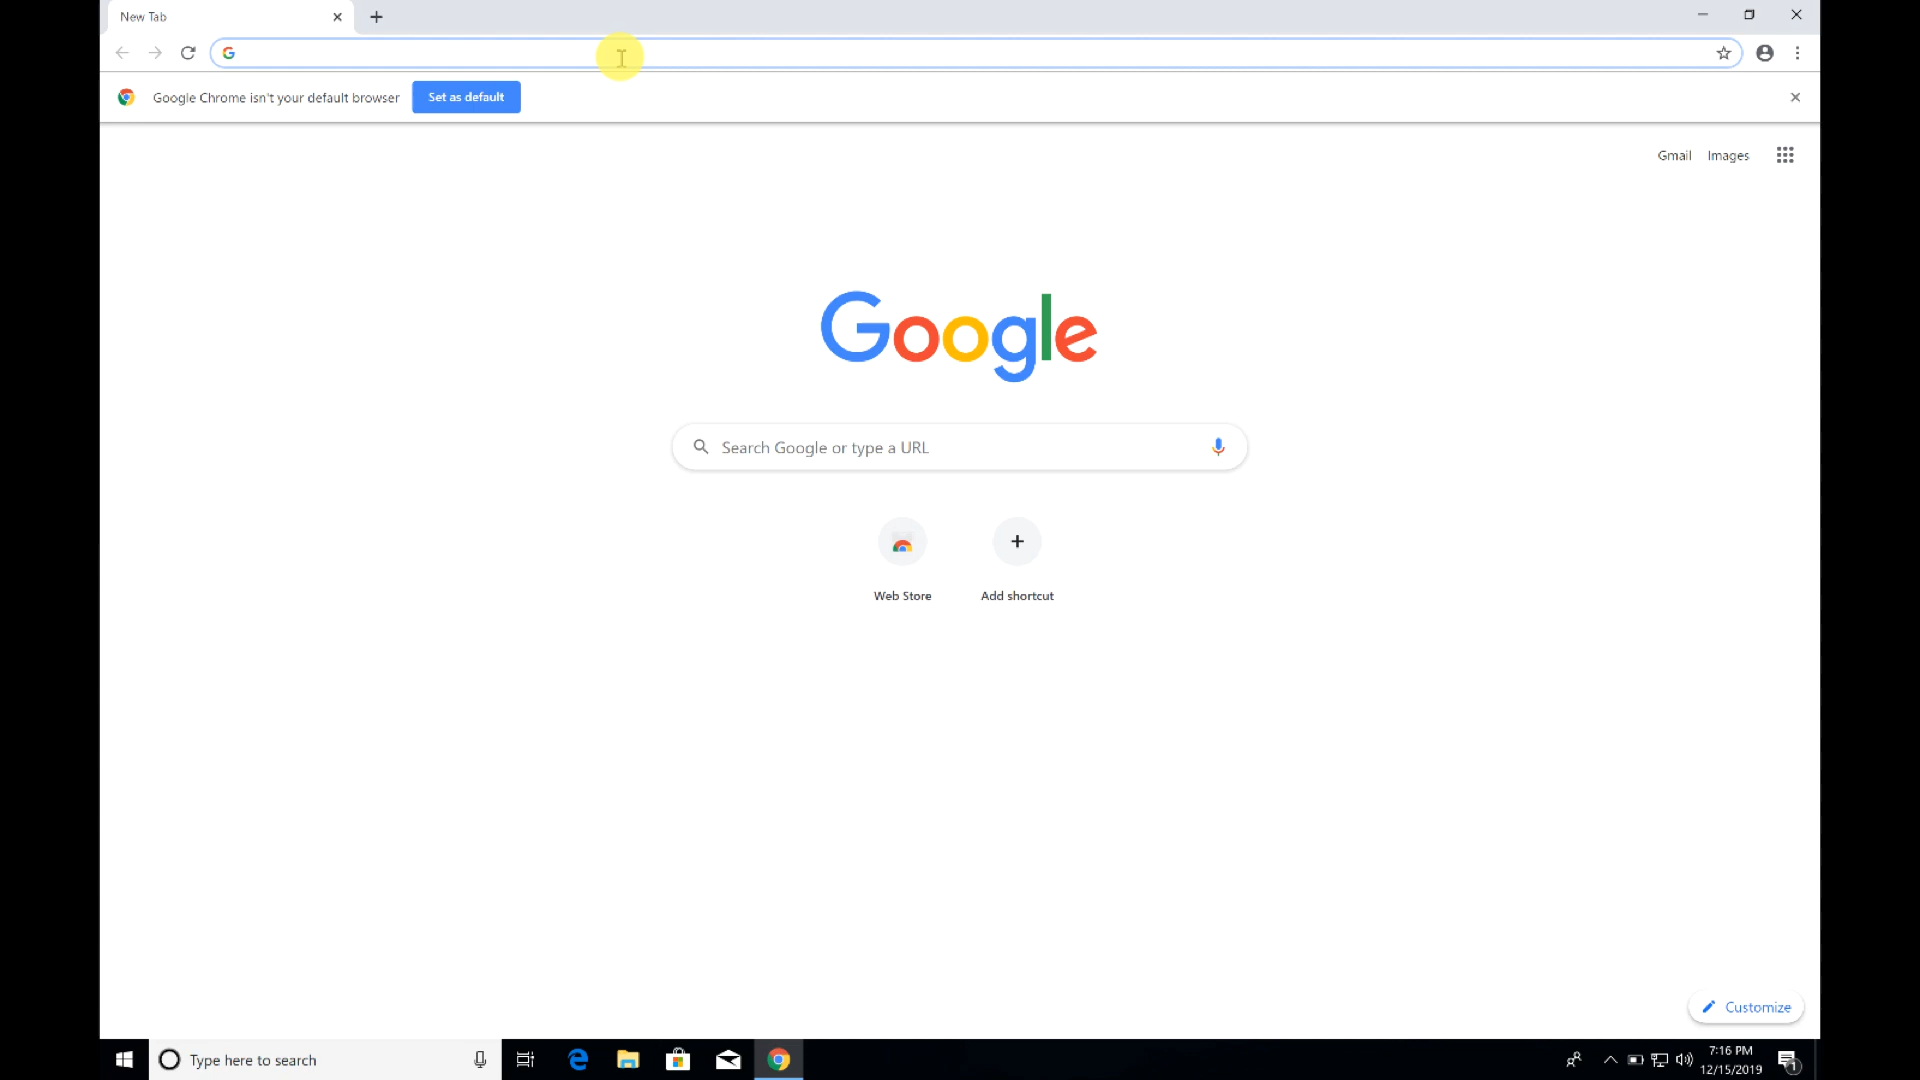 New Tab
Google Chrome isn't your default browser Set as default
Gmail Images
Google
Search Google or type a URL
Web Store Add shortcut
Customize
Type here to search
7:16 PM
12/15/2019
1